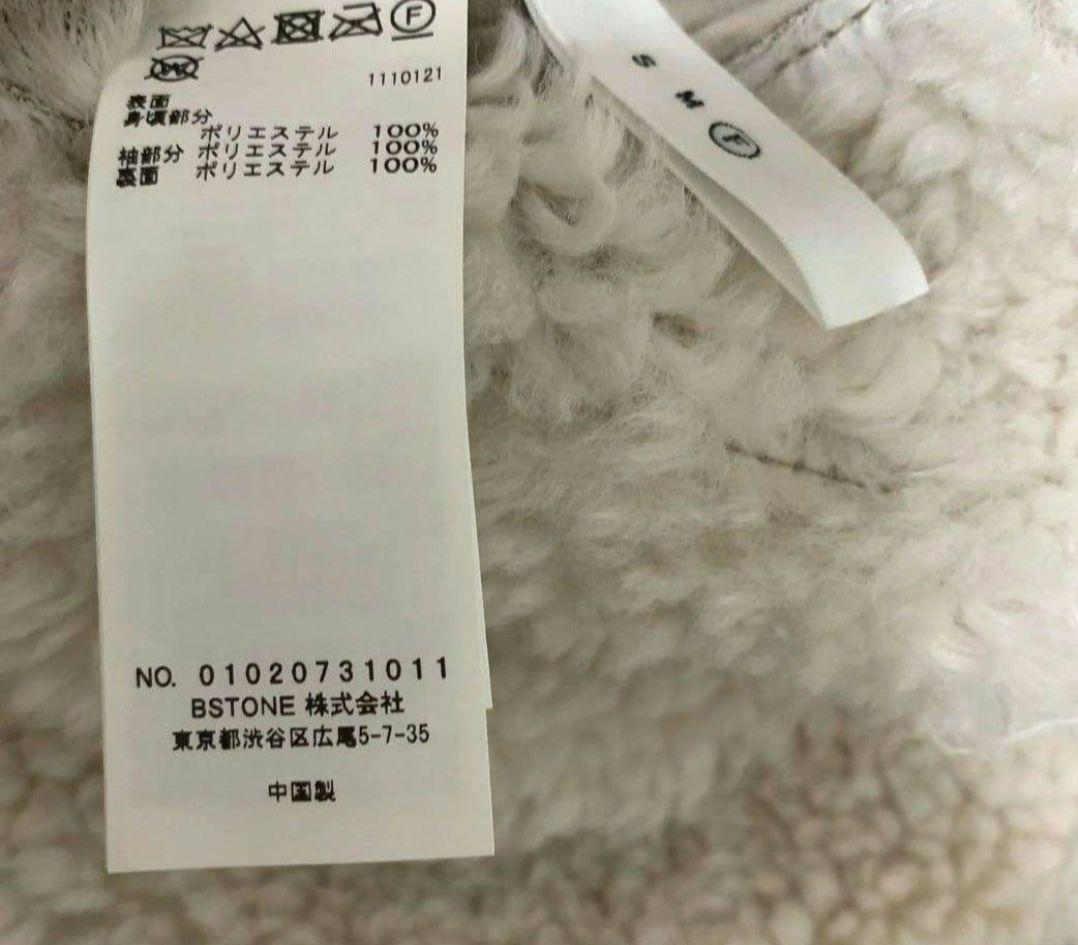 F
W
1110121
表面
身頃部分
ポリエステル 100%
袖部分 ポリエステル 100%
裏面 ポリエステル 100%
NO. 01020731011
BSTONE 株式会社
東京都渋谷区広尾5-7-35
中国製
S M F